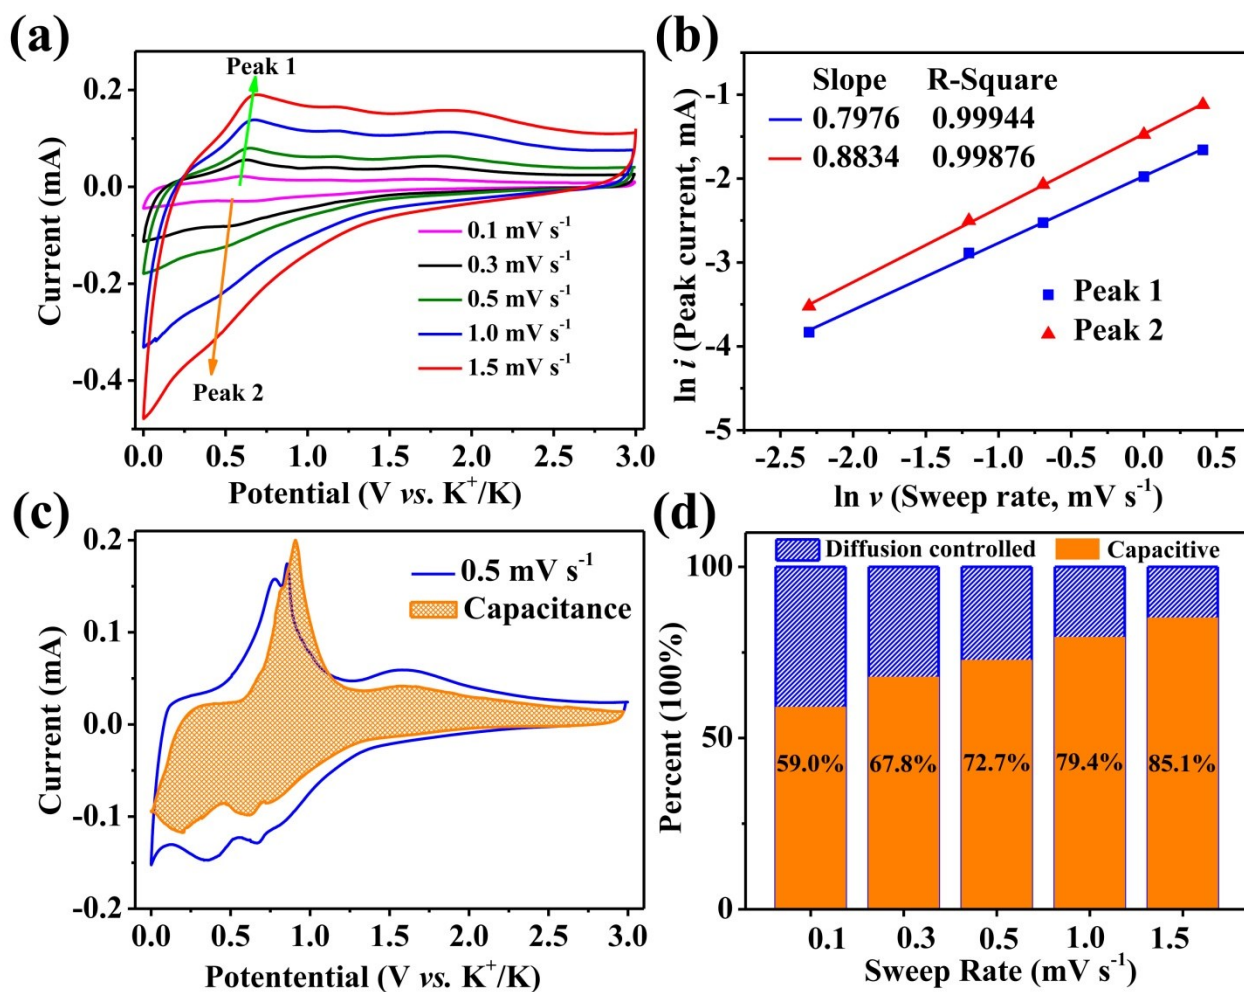 (a)
Peak 1
0.2
0.0
-0.2
-0.4
Current (mA)
0.1 mV s⁻¹
0.3 mV s⁻¹
0.5 mV s⁻¹
1.0 mV s⁻¹
1.5 mV s⁻¹
Peak 2
0.0 0.5 1.0 1.5 2.0 2.5 3.0
Potential (V vs. K⁺/K)
(b)
Slope R-Square
0.7976 0.99944
0.8834 0.99876
-1
-2
-3
-4
-5
ln i (Peak current, mA)
Peak 1
Peak 2
-2.5 -2.0 -1.5 -1.0 -0.5 0.0 0.5
ln v (Sweep rate, mV s⁻¹)
(c)
0.2
0.1
0.0
-0.1
-0.2
Current (mA)
0.5 mV s⁻¹
Capacitance
0.0 0.5 1.0 1.5 2.0 2.5 3.0
Potentential (V vs. K⁺/K)
(d)
Diffusion controlled Capacitive
100
50
0
Percent (100%)
59.0% 67.8% 72.7% 79.4% 85.1%
0.1 0.3 0.5 1.0 1.5
Sweep Rate (mV s⁻¹)